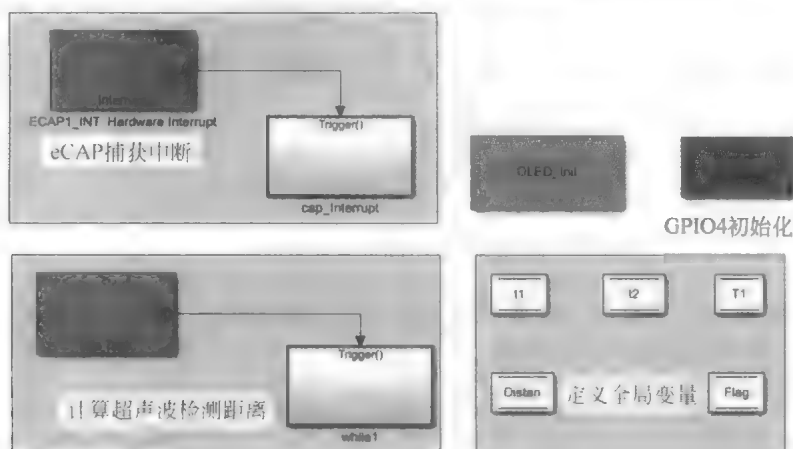 ECAP1_INT Hardware Interrupt
eCAP捕获中断
Trigger()
cap_Interrupt
OLED_Init
GPIO4初始化
t1
t2
T1
Distan
定义全局变量
Flag
Trigger()
计算超声波检测距离
while1